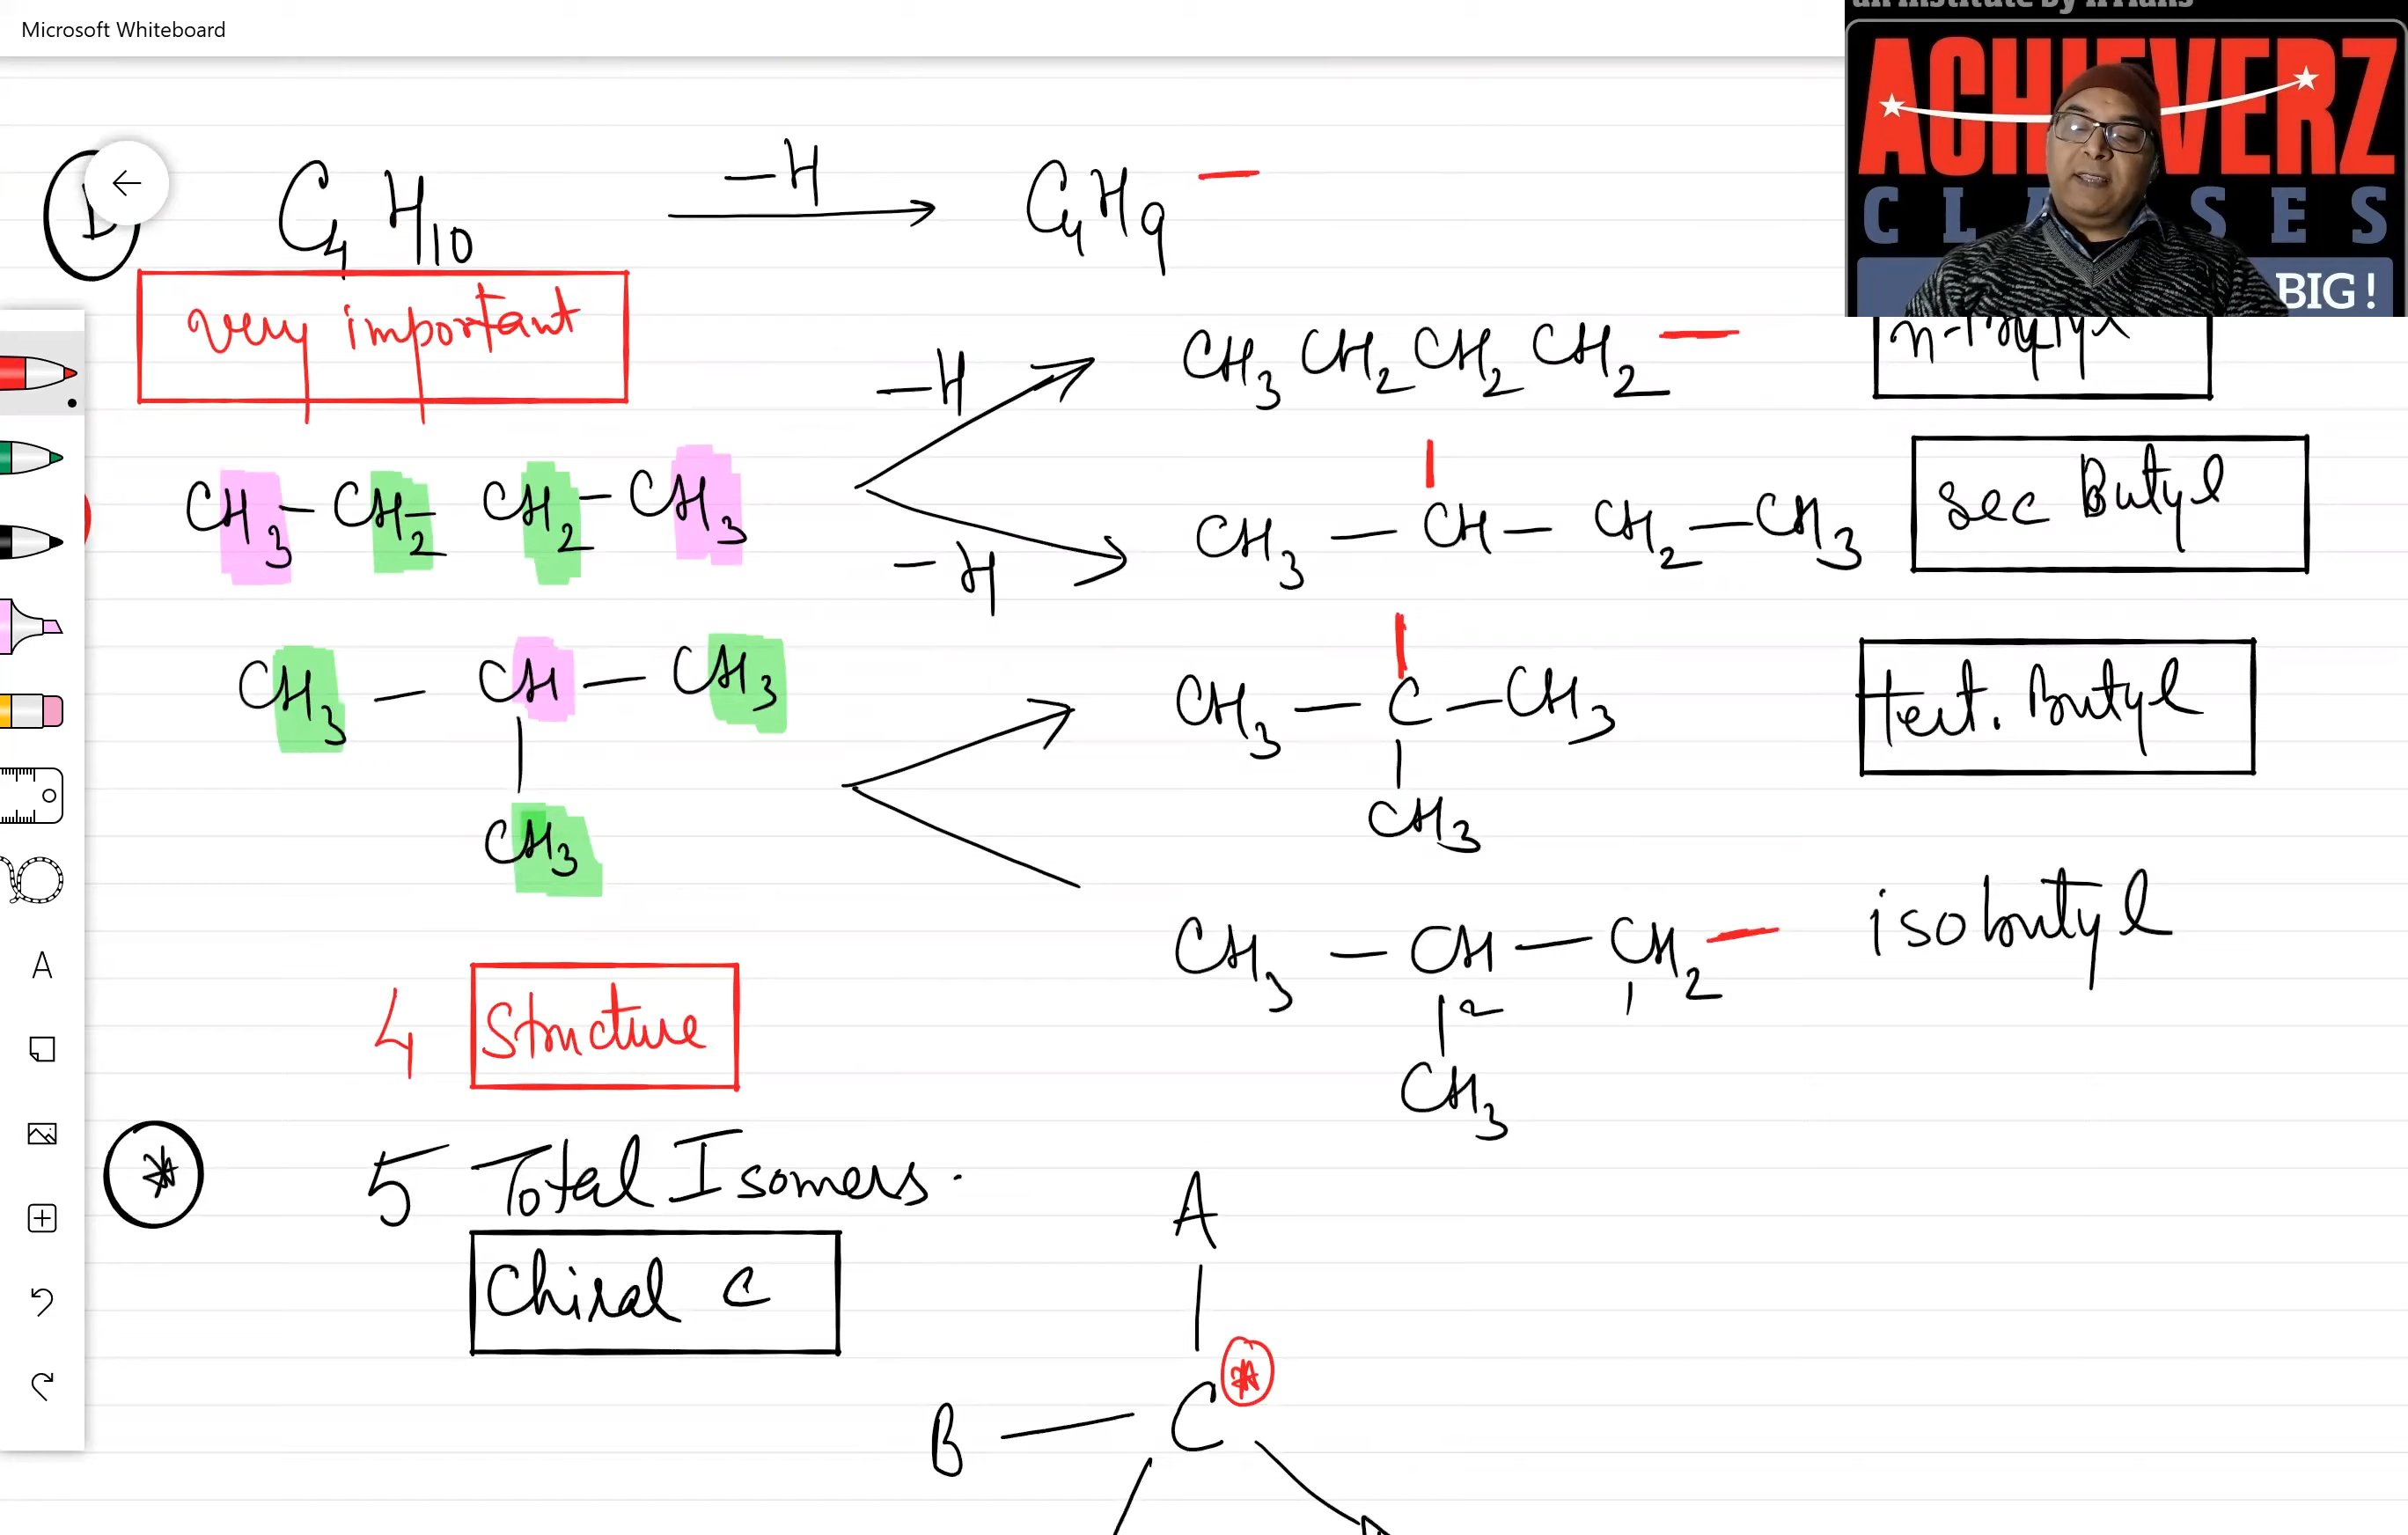 Microsoft Whiteboard
ACHIEVERZ
BIG!
C₄H₁₀ —H→ C₄H₉ —
very important
—H CH₃ CH₂ CH₂ CH₂ —
CH₃ — CH₂ — CH₂ — CH₃
—H CH₃ — CH — CH₂ — CH₃ Sec Butyl
CH₃ — CH — CH₃
CH₃
CH₃ — C — CH₃ Tert. Butyl
CH₃
CH₃ — CH — CH₂ — isobutyl
CH₃
4 Structure
* 5 Total Isomers.
Chiral C
A
B — C *